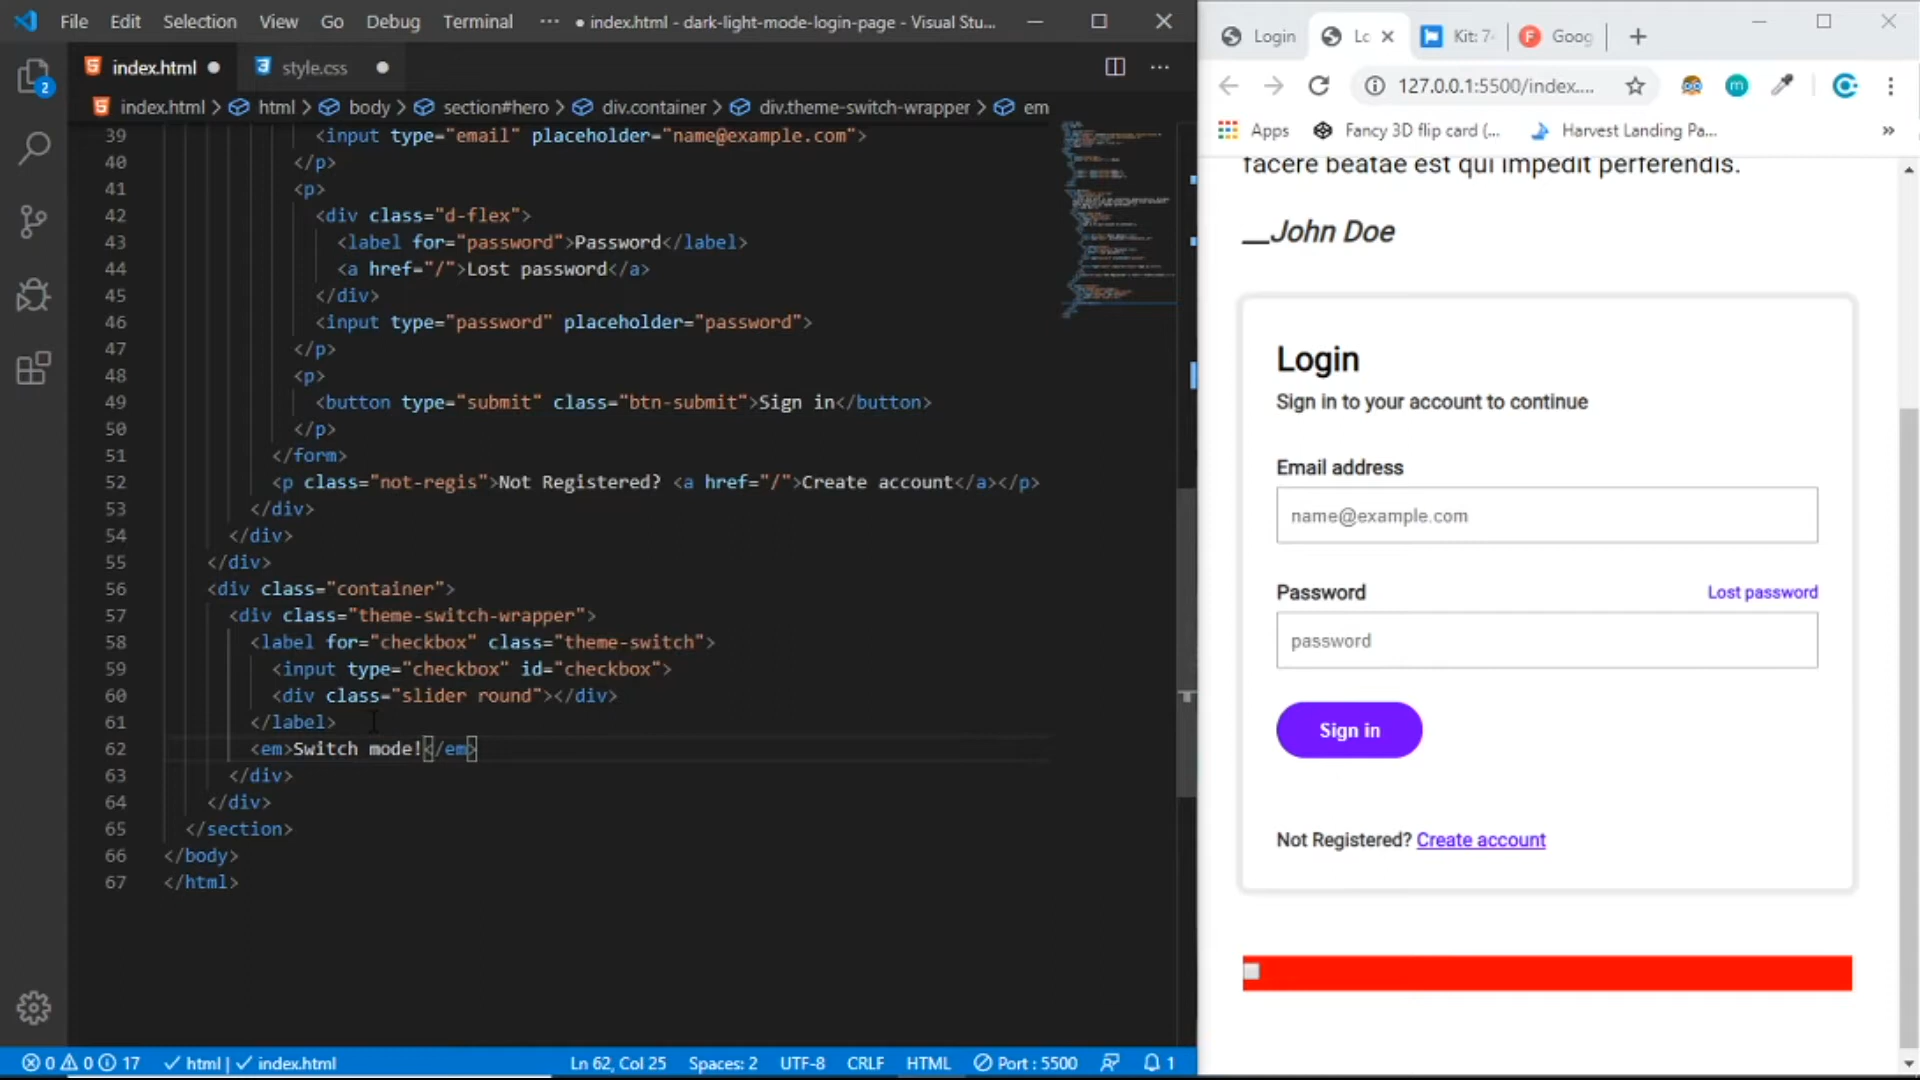 File Edit Selection View Go Debug Terminal ··· ● index.html - dark-light-mode-login-page - Visual Stu...
index.html ● style.css ●
index.html > html > body > section#hero > div.container > div.theme-switch-wrapper > em
39 <input type="email" placeholder="name@example.com">
40 </p>
41 <p>
42 <div class="d-flex">
43 <label for="password">Password</label>
44 <a href="/">Lost password</a>
45 </div>
46 <input type="password" placeholder="password">
47 </p>
48 <p>
49 <button type="submit" class="btn-submit">Sign in</button>
50 </p>
51 </form>
52 <p class="not-regis">Not Registered? <a href="/">Create account</a></p>
53 </div>
54 </div>
55 </div>
56 <div class="container">
57 <div class="theme-switch-wrapper">
58 <label for="checkbox" class="theme-switch">
59 <input type="checkbox" id="checkbox">
60 <div class="slider round"></div>
61 </label>
62 <em>Switch mode!</em>
63 </div>
64 </div>
65 </section>
66 </body>
67 </html>
2
0 0 17 html | index.html Ln 62, Col 25 Spaces: 2 UTF-8 CRLF HTML Port : 5500 1
Login Lc Kit: 7 Goog
127.0.0.1:5500/index....
Apps Fancy 3D flip card (... Harvest Landing Pa... »
facere beatae est qui impedit perferendis.
__John Doe
Login
Sign in to your account to continue
Email address
name@example.com
Password Lost password
password
Sign in
Not Registered? Create account